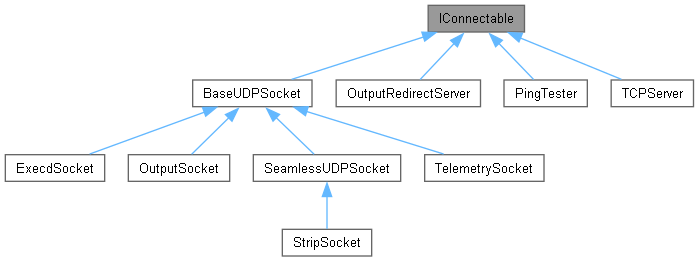 IConnectable
BaseUDPSocket
OutputRedirectServer
PingTester
TCPServer
ExecdSocket
OutputSocket
SeamlessUDPSocket
TelemetrySocket
StripSocket